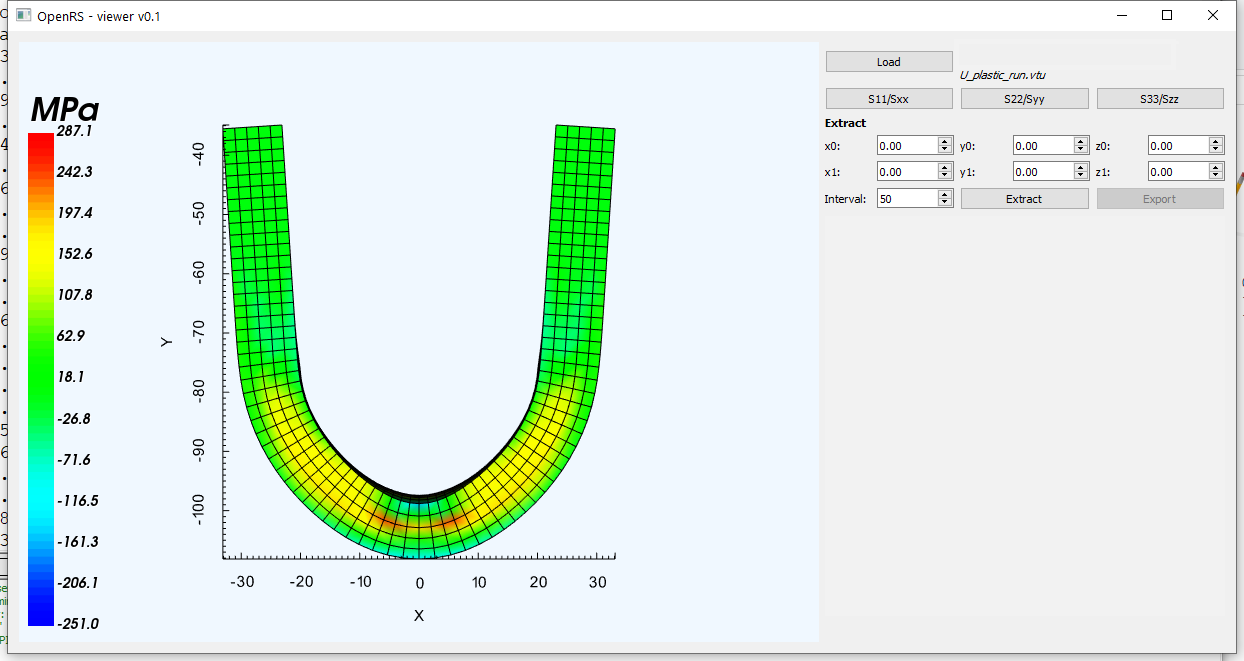 OpenRS - viewer v0.1
Load
U_plastic_run.vtu
S11/Sxx S22/Syy S33/Szz
Extract
x0: 0.00 y0: 0.00 z0: 0.00
x1: 0.00 y1: 0.00 z1: 0.00
Interval: 50 Extract Export
MPa
287.1
242.3
197.4
152.6
107.8
62.9
18.1
-26.8
-71.6
-116.5
-161.3
-206.1
-251.0
Y
-40
-50
-60
-70
-80
-90
-100
-30 -20 -10 0 10 20 30
X